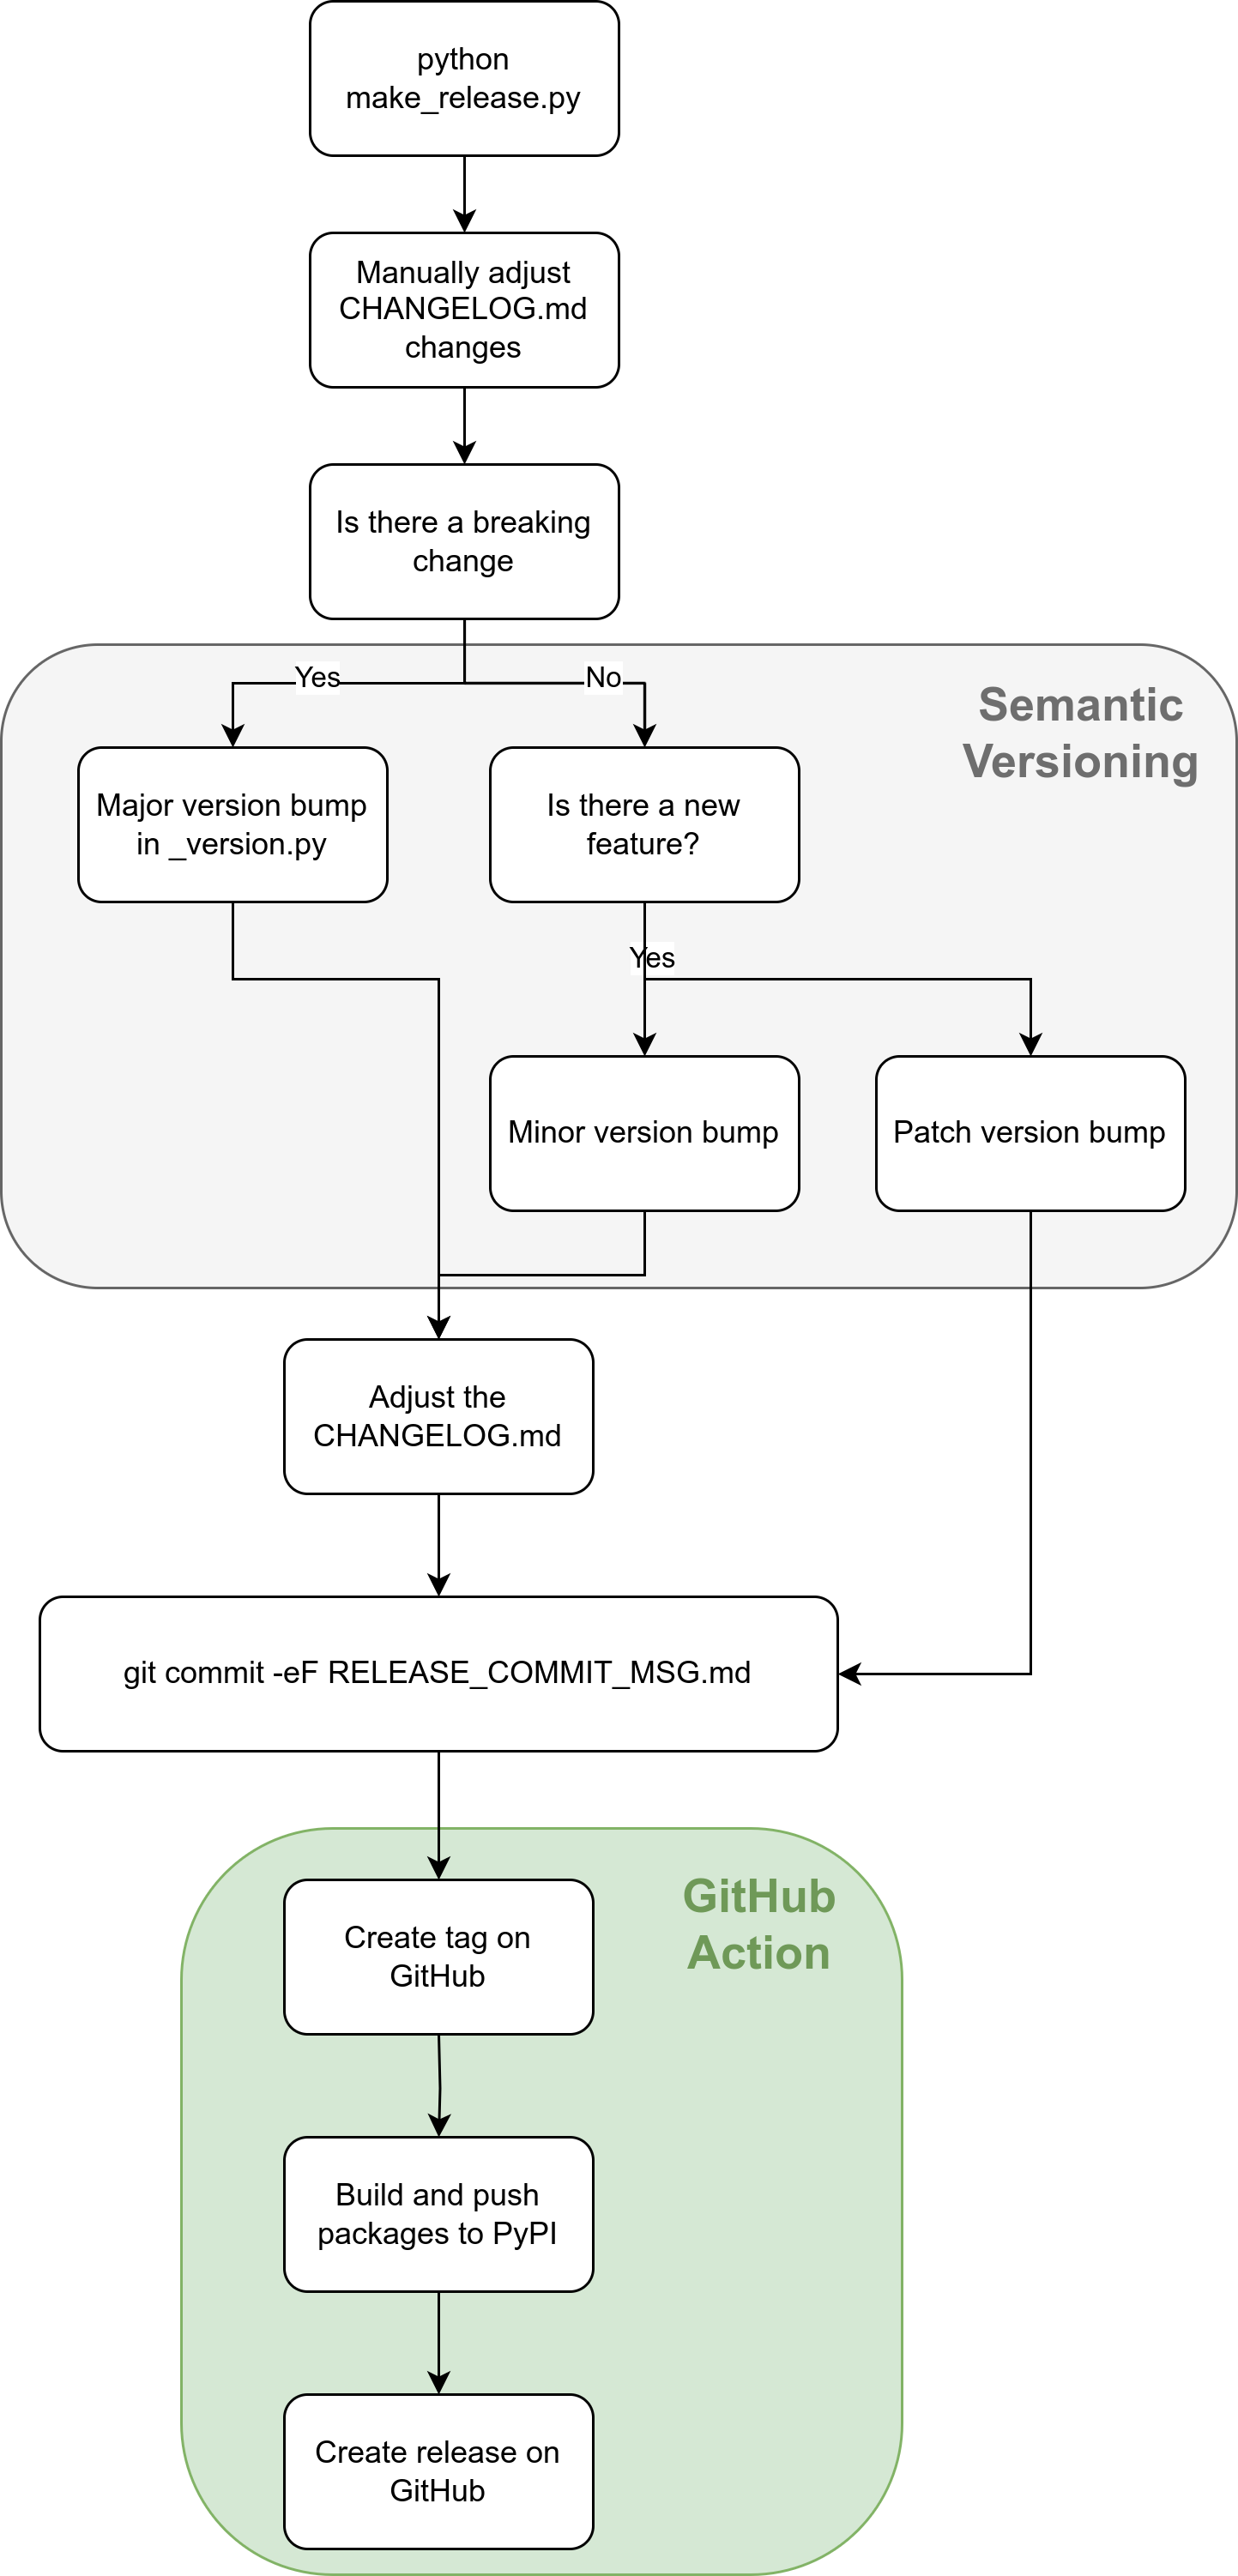 python
make_release.py
Manually adjust
CHANGELOG.md
changes
Is there a breaking
change
Yes
No
Semantic
Versioning
Major version bump
in _version.py
Is there a new
feature?
Yes
Minor version bump
Patch version bump
Adjust the
CHANGELOG.md
git commit -eF RELEASE_COMMIT_MSG.md
GitHub
Action
Create tag on
GitHub
Build and push
packages to PyPI
Create release on
GitHub